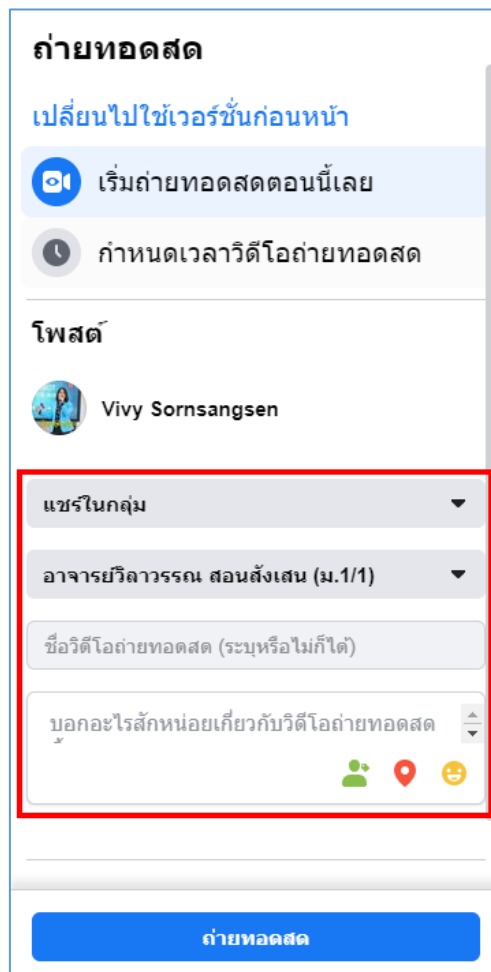 ถ่ายทอดสด
เปลี่ยนไปใช้เวอร์ชั่นก่อนหน้า
เริ่มถ่ายทอดสดตอนนี้เลย
กำหนดเวลาวิดีโอถ่ายทอดสด
โพสต์
Vivy Sornsangsen
แชร์ในกลุ่ม
อาจารย์วิลาวรรณ สอนสังเสน (ม.1/1)
ชื่อวิดีโอถ่ายทอดสด (ระบุหรือไม่ก็ได้)
บอกอะไรสักหน่อยเกี่ยวกับวิดีโอถ่ายทอดสด
ถ่ายทอดสด